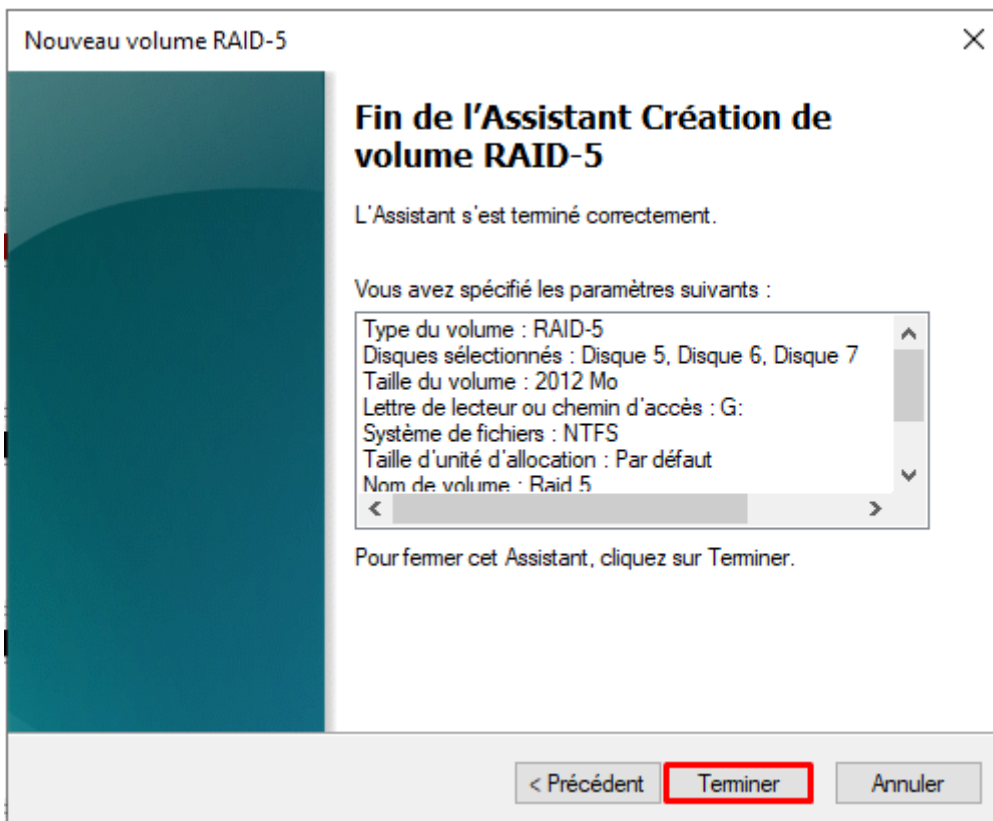 Nouveau volume RAID-5
Fin de l’Assistant Création de
volume RAID-5
L’Assistant s’est terminé correctement.
Vous avez spécifié les paramètres suivants :
Type du volume : RAID-5
Disques sélectionnés : Disque 5, Disque 6, Disque 7
Taille du volume : 2012 Mo
Lettre de lecteur ou chemin d’accès : G:
Système de fichiers : NTFS
Taille d’unité d’allocation : Par défaut
Nom de volume : Raid 5
Pour fermer cet Assistant, cliquez sur Terminer.
< Précédent Terminer Annuler